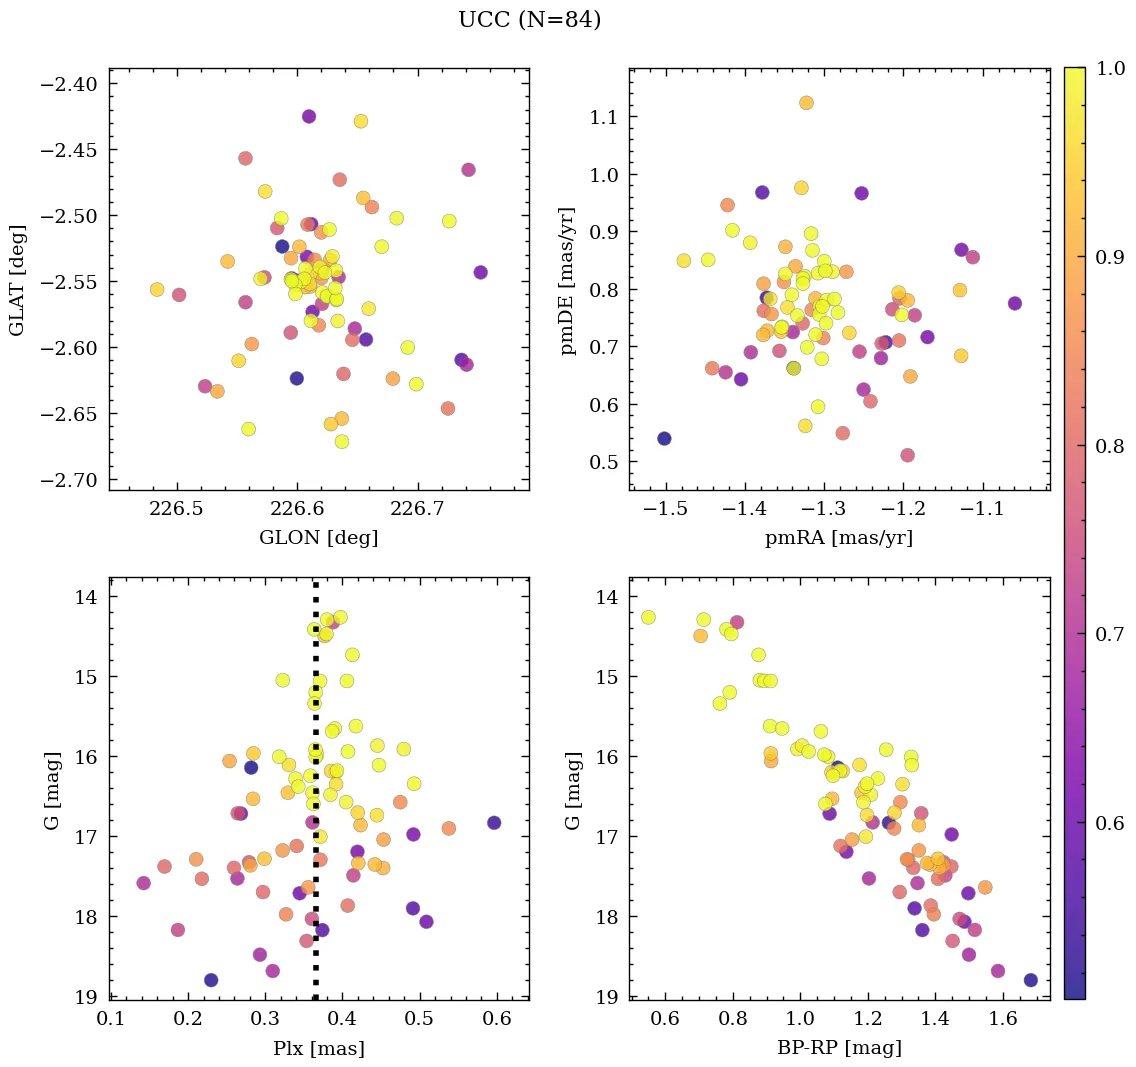 UCC (N=84)
−2.40
−2.45
−2.50
−2.55
−2.60
−2.65
−2.70
GLAT [deg]
226.5 226.6 226.7
GLON [deg]
1.1
1.0
0.9
0.8
0.7
0.6
0.5
pmDE [mas/yr]
−1.5 −1.4 −1.3 −1.2 −1.1
pmRA [mas/yr]
1.0
0.9
0.8
0.7
0.6
14
15
16
17
18
19
G [mag]
0.1 0.2 0.3 0.4 0.5 0.6
Plx [mas]
14
15
16
17
18
19
G [mag]
0.6 0.8 1.0 1.2 1.4 1.6
BP-RP [mag]